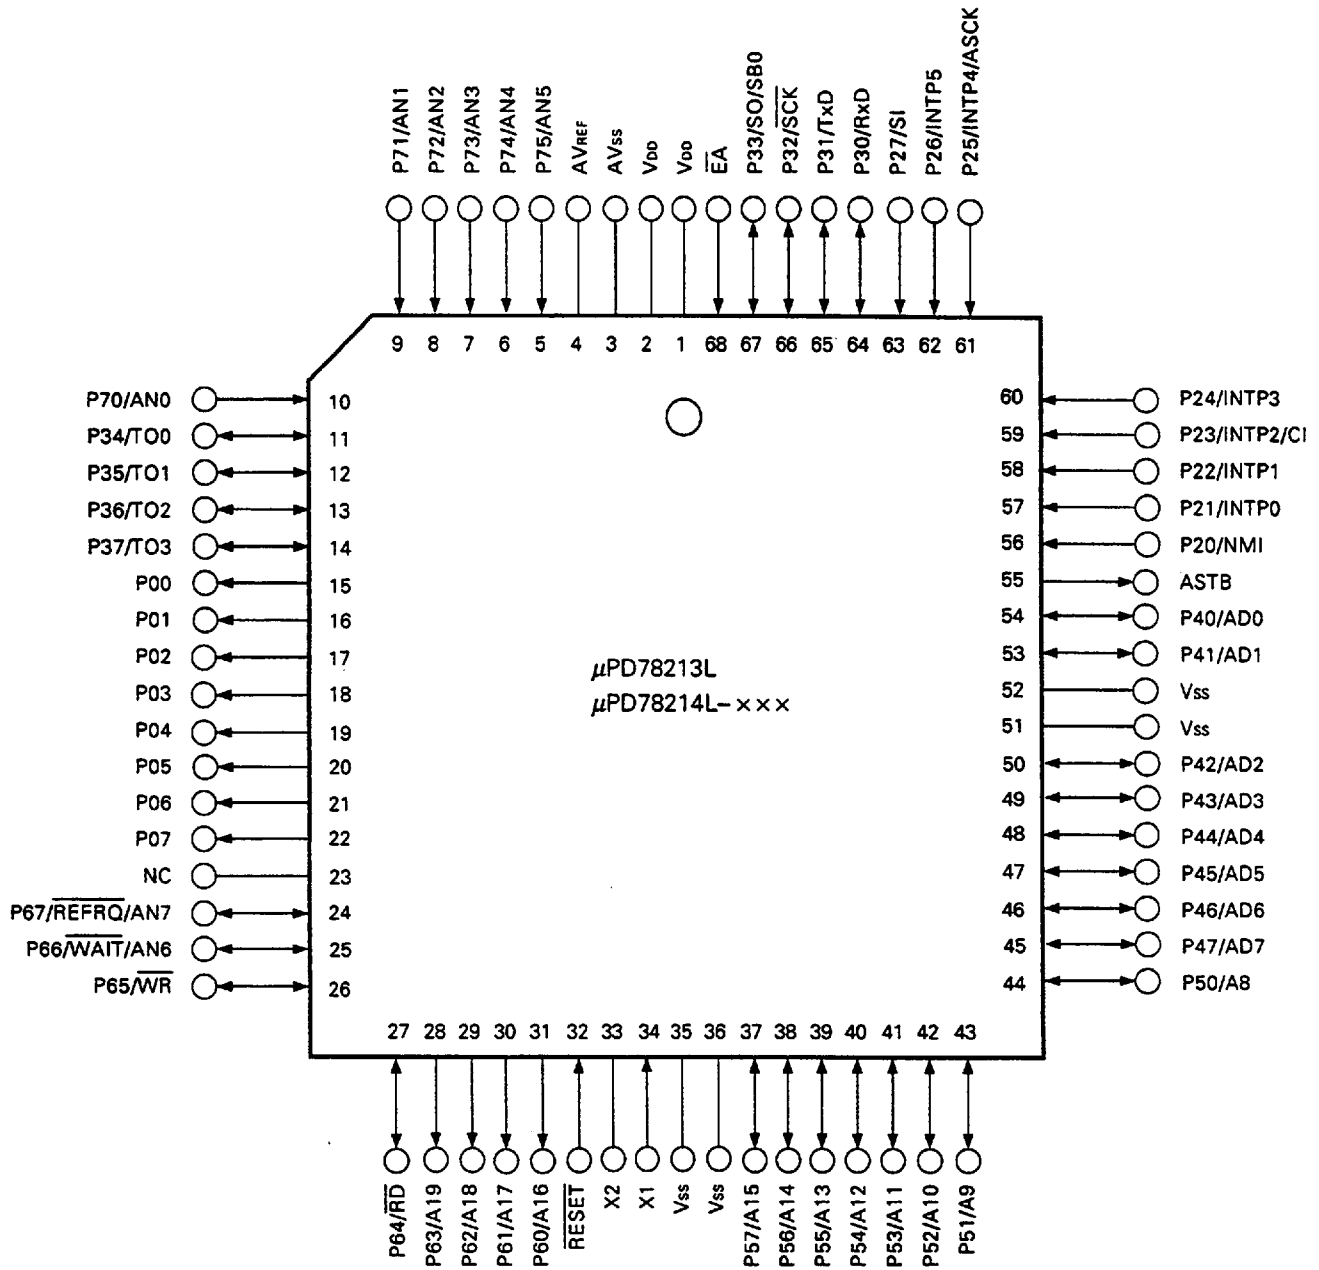 P71/AN1
P72/AN2
P73/AN3
P74/AN4
P75/AN5
AVREF
AVSS
VDD
VDD
E̅A̅
P33/SO/SB0
P32/S̅C̅K̅
P31/TxD
P30/RxD
P27/SI
P26/INTP5
P25/INTP4/ASCK
9 8 7 6 5 4 3 2 1 68 67 66 65 64 63 62 61
P70/AN0 10
P34/TO0 11
P35/TO1 12
P36/TO2 13
P37/TO3 14
P00 15
P01 16
P02 17
P03 18
P04 19
P05 20
P06 21
P07 22
NC 23
P67/R̅E̅F̅R̅Q̅/AN7 24
P66/W̅A̅I̅T̅/AN6 25
P65/W̅R̅ 26
μPD78213L
μPD78214L-×××
60 P24/INTP3
59 P23/INTP2/CI
58 P22/INTP1
57 P21/INTP0
56 P20/NMI
55 ASTB
54 P40/AD0
53 P41/AD1
52 VSS
51 VSS
50 P42/AD2
49 P43/AD3
48 P44/AD4
47 P45/AD5
46 P46/AD6
45 P47/AD7
44 P50/A8
27 28 29 30 31 32 33 34 35 36 37 38 39 40 41 42 43
P64/R̅D̅
P63/A19
P62/A18
P61/A17
P60/A16
R̅E̅S̅E̅T̅
X2
X1
VSS
VSS
P57/A15
P56/A14
P55/A13
P54/A12
P53/A11
P52/A10
P51/A9